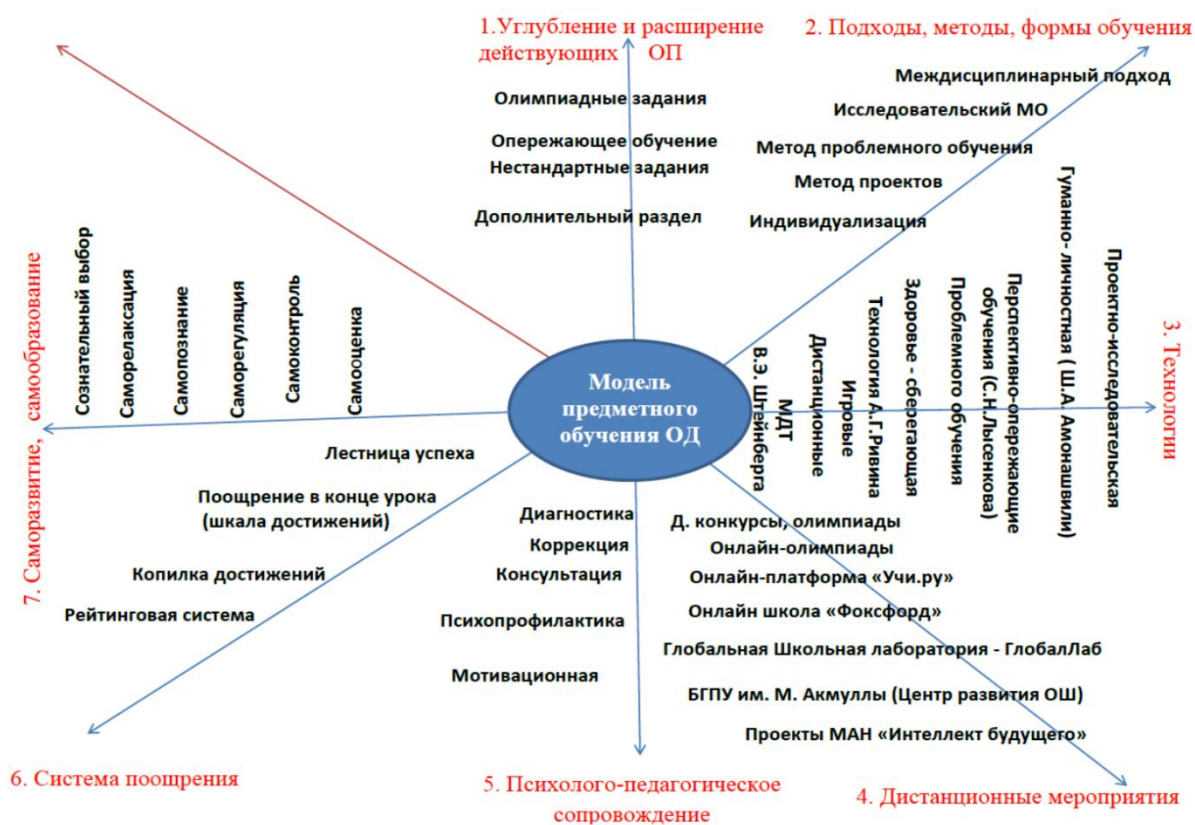 1.Углубление и расширение
действующих ОП
Олимпиадные задания
Опережающее обучение
Нестандартные задания
Дополнительный раздел
2. Подходы, методы, формы обучения
Междисциплинарный подход
Исследовательский МО
Метод проблемного обучения
Метод проектов
Индивидуализация
Модель
предметного
обучения ОД
3. Технологии
В.Э. Штейнберга
МДТ
Дистанционные
Игровые
Технология А.Г.Ривина
Здоровье - сберегающая
Проблемного обучения
Перспективно-опережающие
обучения (С.Н.Лысенкова)
Гуманно- личностная ( Ш.А. Амонашвили)
Проектно-исследовательская
Д. конкурсы, олимпиады
Онлайн-олимпиады
Онлайн-платформа «Учи.ру»
Онлайн школа «Фоксфорд»
Глобальная Школьная лаборатория - ГлобалЛаб
БГПУ им. М. Акмуллы (Центр развития ОШ)
Проекты МАН «Интеллект будущего»
4. Дистанционные мероприятия
Диагностика
Коррекция
Консультация
Психопрофилактика
Мотивационная
5. Психолого-педагогическое
сопровождение
Лестница успеха
Поощрение в конце урока
(шкала достижений)
Копилка достижений
Рейтинговая система
6. Система поощрения
7. Саморазвитие, самообразование
Сознательный выбор
Саморелаксация
Самопознание
Саморегуляция
Самоконтроль
Самооценка